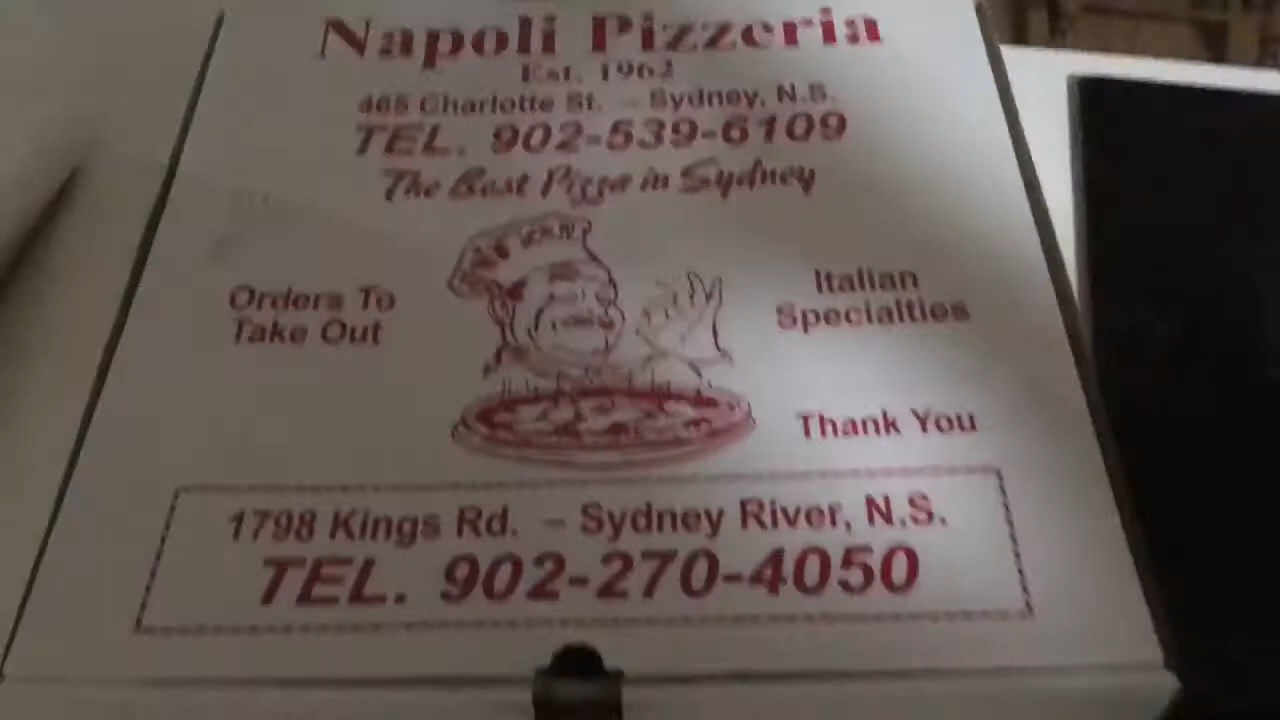 Napoli Pizzeria
Est. 1962
465 Charlotte St. - Sydney, N.S.
TEL. 902-539-6109
The Best Pizza in Sydney
Orders To
Take Out
Italian
Specialties
Thank You
1798 Kings Rd. - Sydney River, N.S.
TEL. 902-270-4050